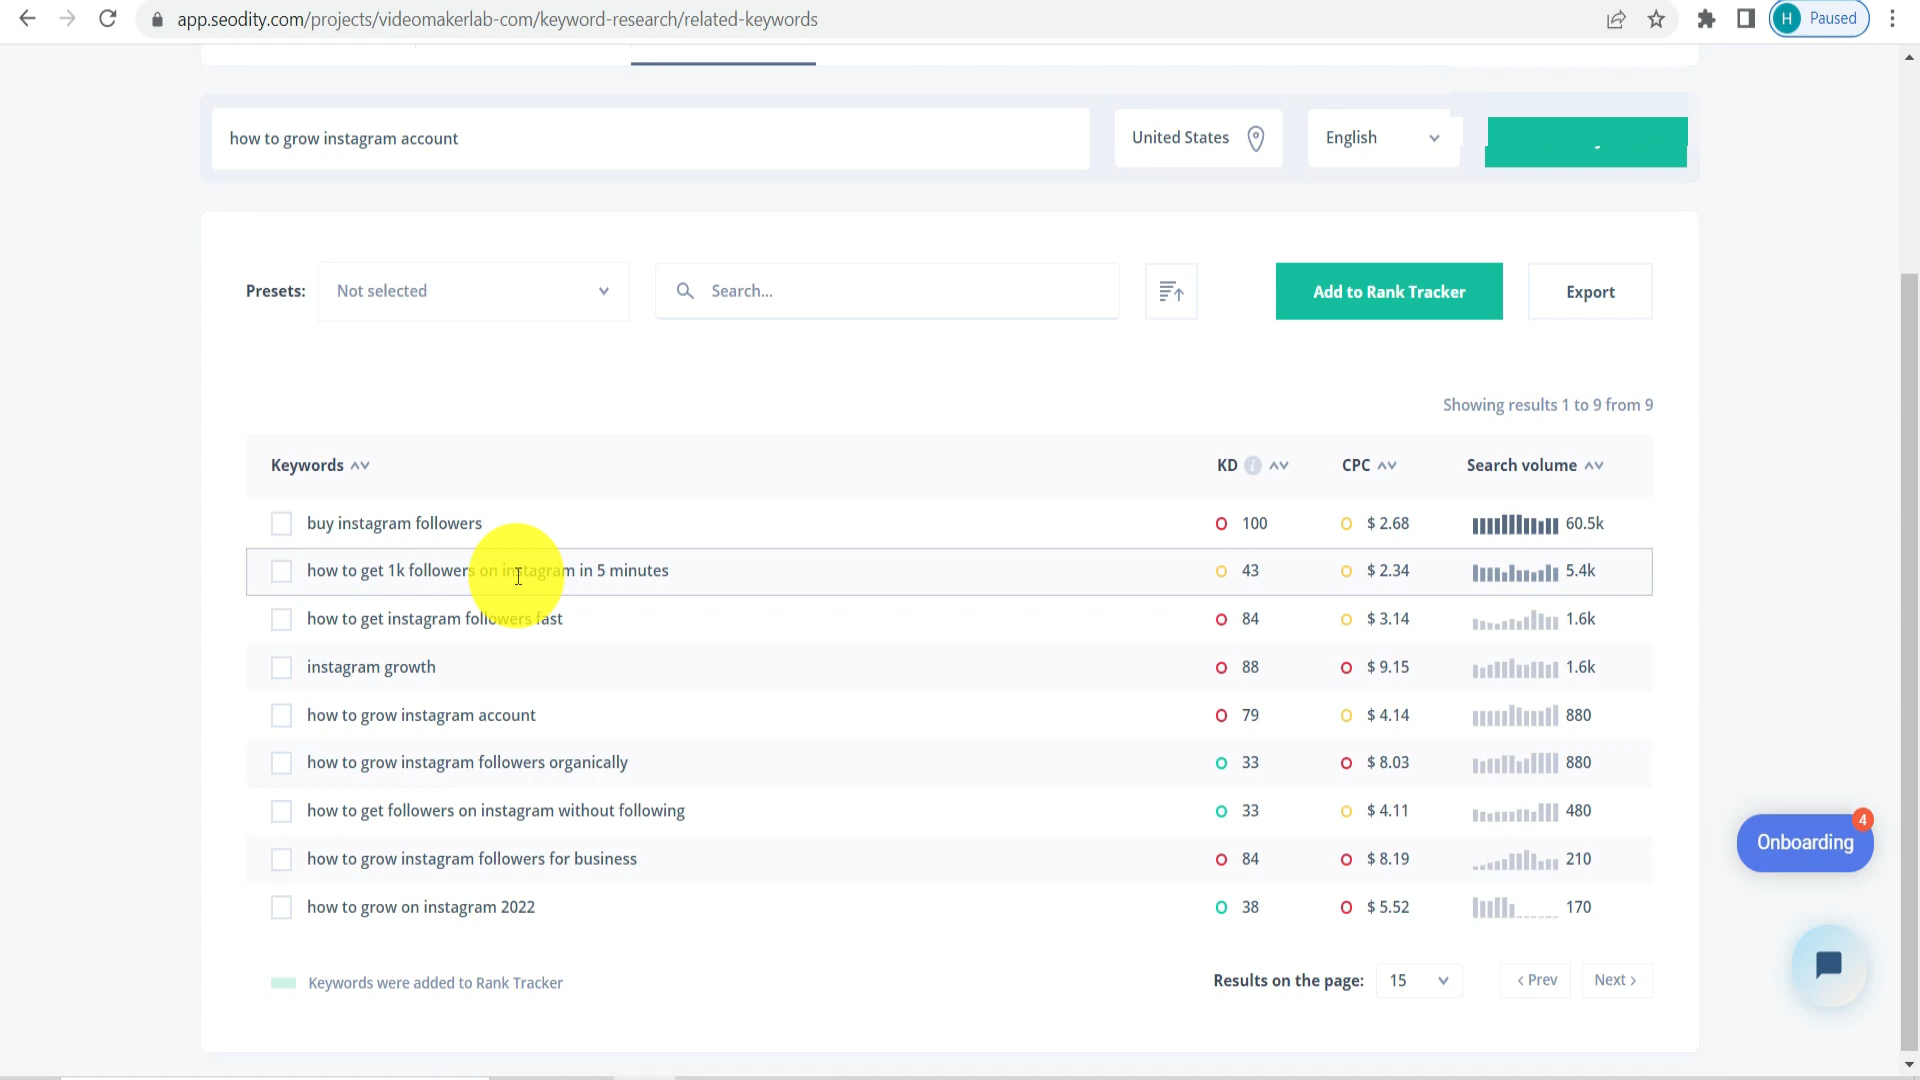 app.seodity.com/projects/videomakerlab-com/keyword-research/related-keywords
H Paused
how to grow instagram account
United States
English
Presets: Not selected
Search...
Add to Rank Tracker
Export
Showing results 1 to 9 from 9
Keywords KD i CPC Search volume
buy instagram followers 100 $ 2.68 60.5k
how to get 1k followers on instagram in 5 minutes 43 $ 2.34 5.4k
how to get instagram followers fast 84 $ 3.14 1.6k
instagram growth 88 $ 9.15 1.6k
how to grow instagram account 79 $ 4.14 880
how to grow instagram followers organically 33 $ 8.03 880
how to get followers on instagram without following 33 $ 4.11 480
how to grow instagram followers for business 84 $ 8.19 210
how to grow on instagram 2022 38 $ 5.52 170
4
Onboarding
Keywords were added to Rank Tracker
Results on the page: 15
‹ Prev
Next ›